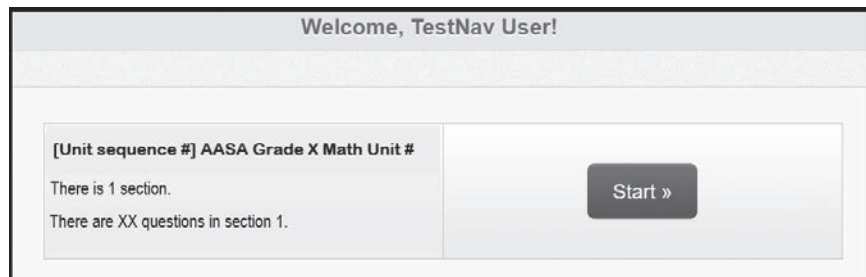 Welcome, TestNav User!
[Unit sequence #] AASA Grade X Math Unit #
There is 1 section.
There are XX questions in section 1.
Start »